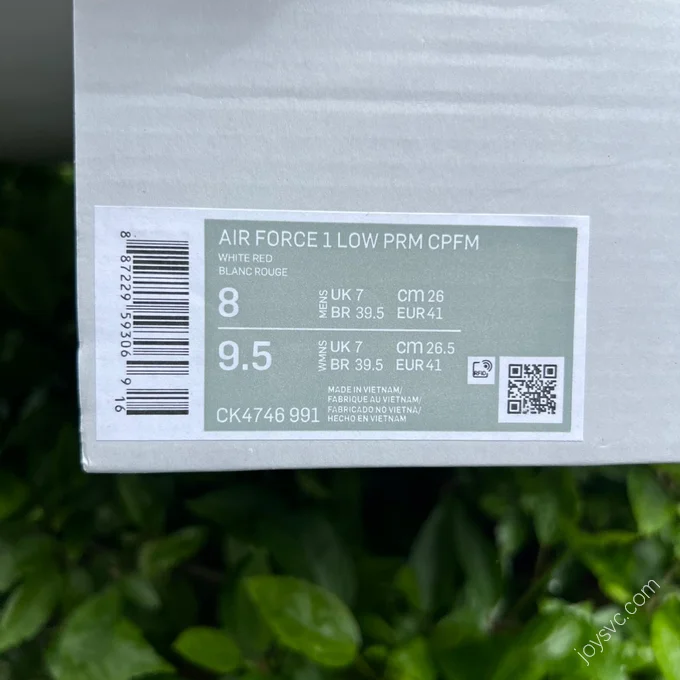 AIR FORCE 1 LOW PRM CPFM
WHITE RED
BLANC ROUGE
8 MENS UK 7 cm 26
BR 39.5 EUR 41
9.5 WMNS UK 7 cm 26.5
BR 39.5 EUR 41
RFID
MADE IN VIETNAM/
FABRIQUE AU VIETNAM/
FABRICADO NO VIETNÃ/
HECHO EN VIETNAM
CK4746 991
8 87229 59306 9 16
joysvc.com